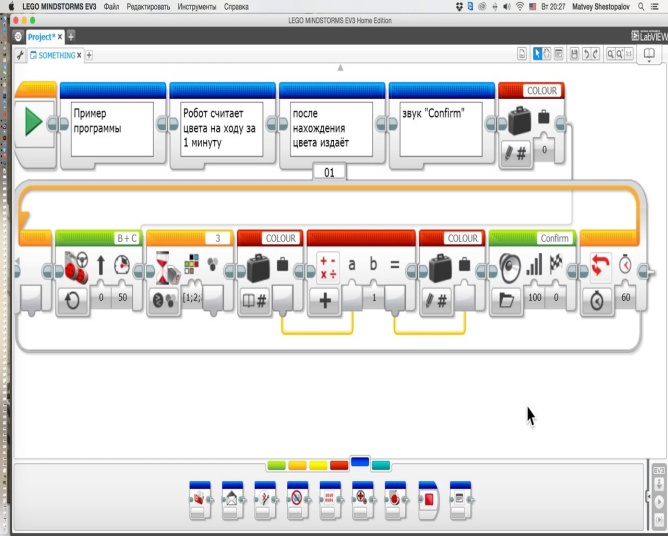 LEGO MINDSTORMS EV3 Файл Редактировать Инструменты Справка Вт 20:27 Matvey Shestopalov
LEGO MINDSTORMS EV3 Home Edition
Project* × +
LabVIEW
SOMETHING × +
Пример
программы
Робот считает
цвета на ходу за
1 минуту
после
нахождения
цвета издаёт
звук "Confirm"
COLOUR
# 0
01
B + C
0 50
3
[1;2;
COLOUR
#
+ - × ÷
a b =
+ 1
COLOUR
#
Confirm
100 0
60
EV3